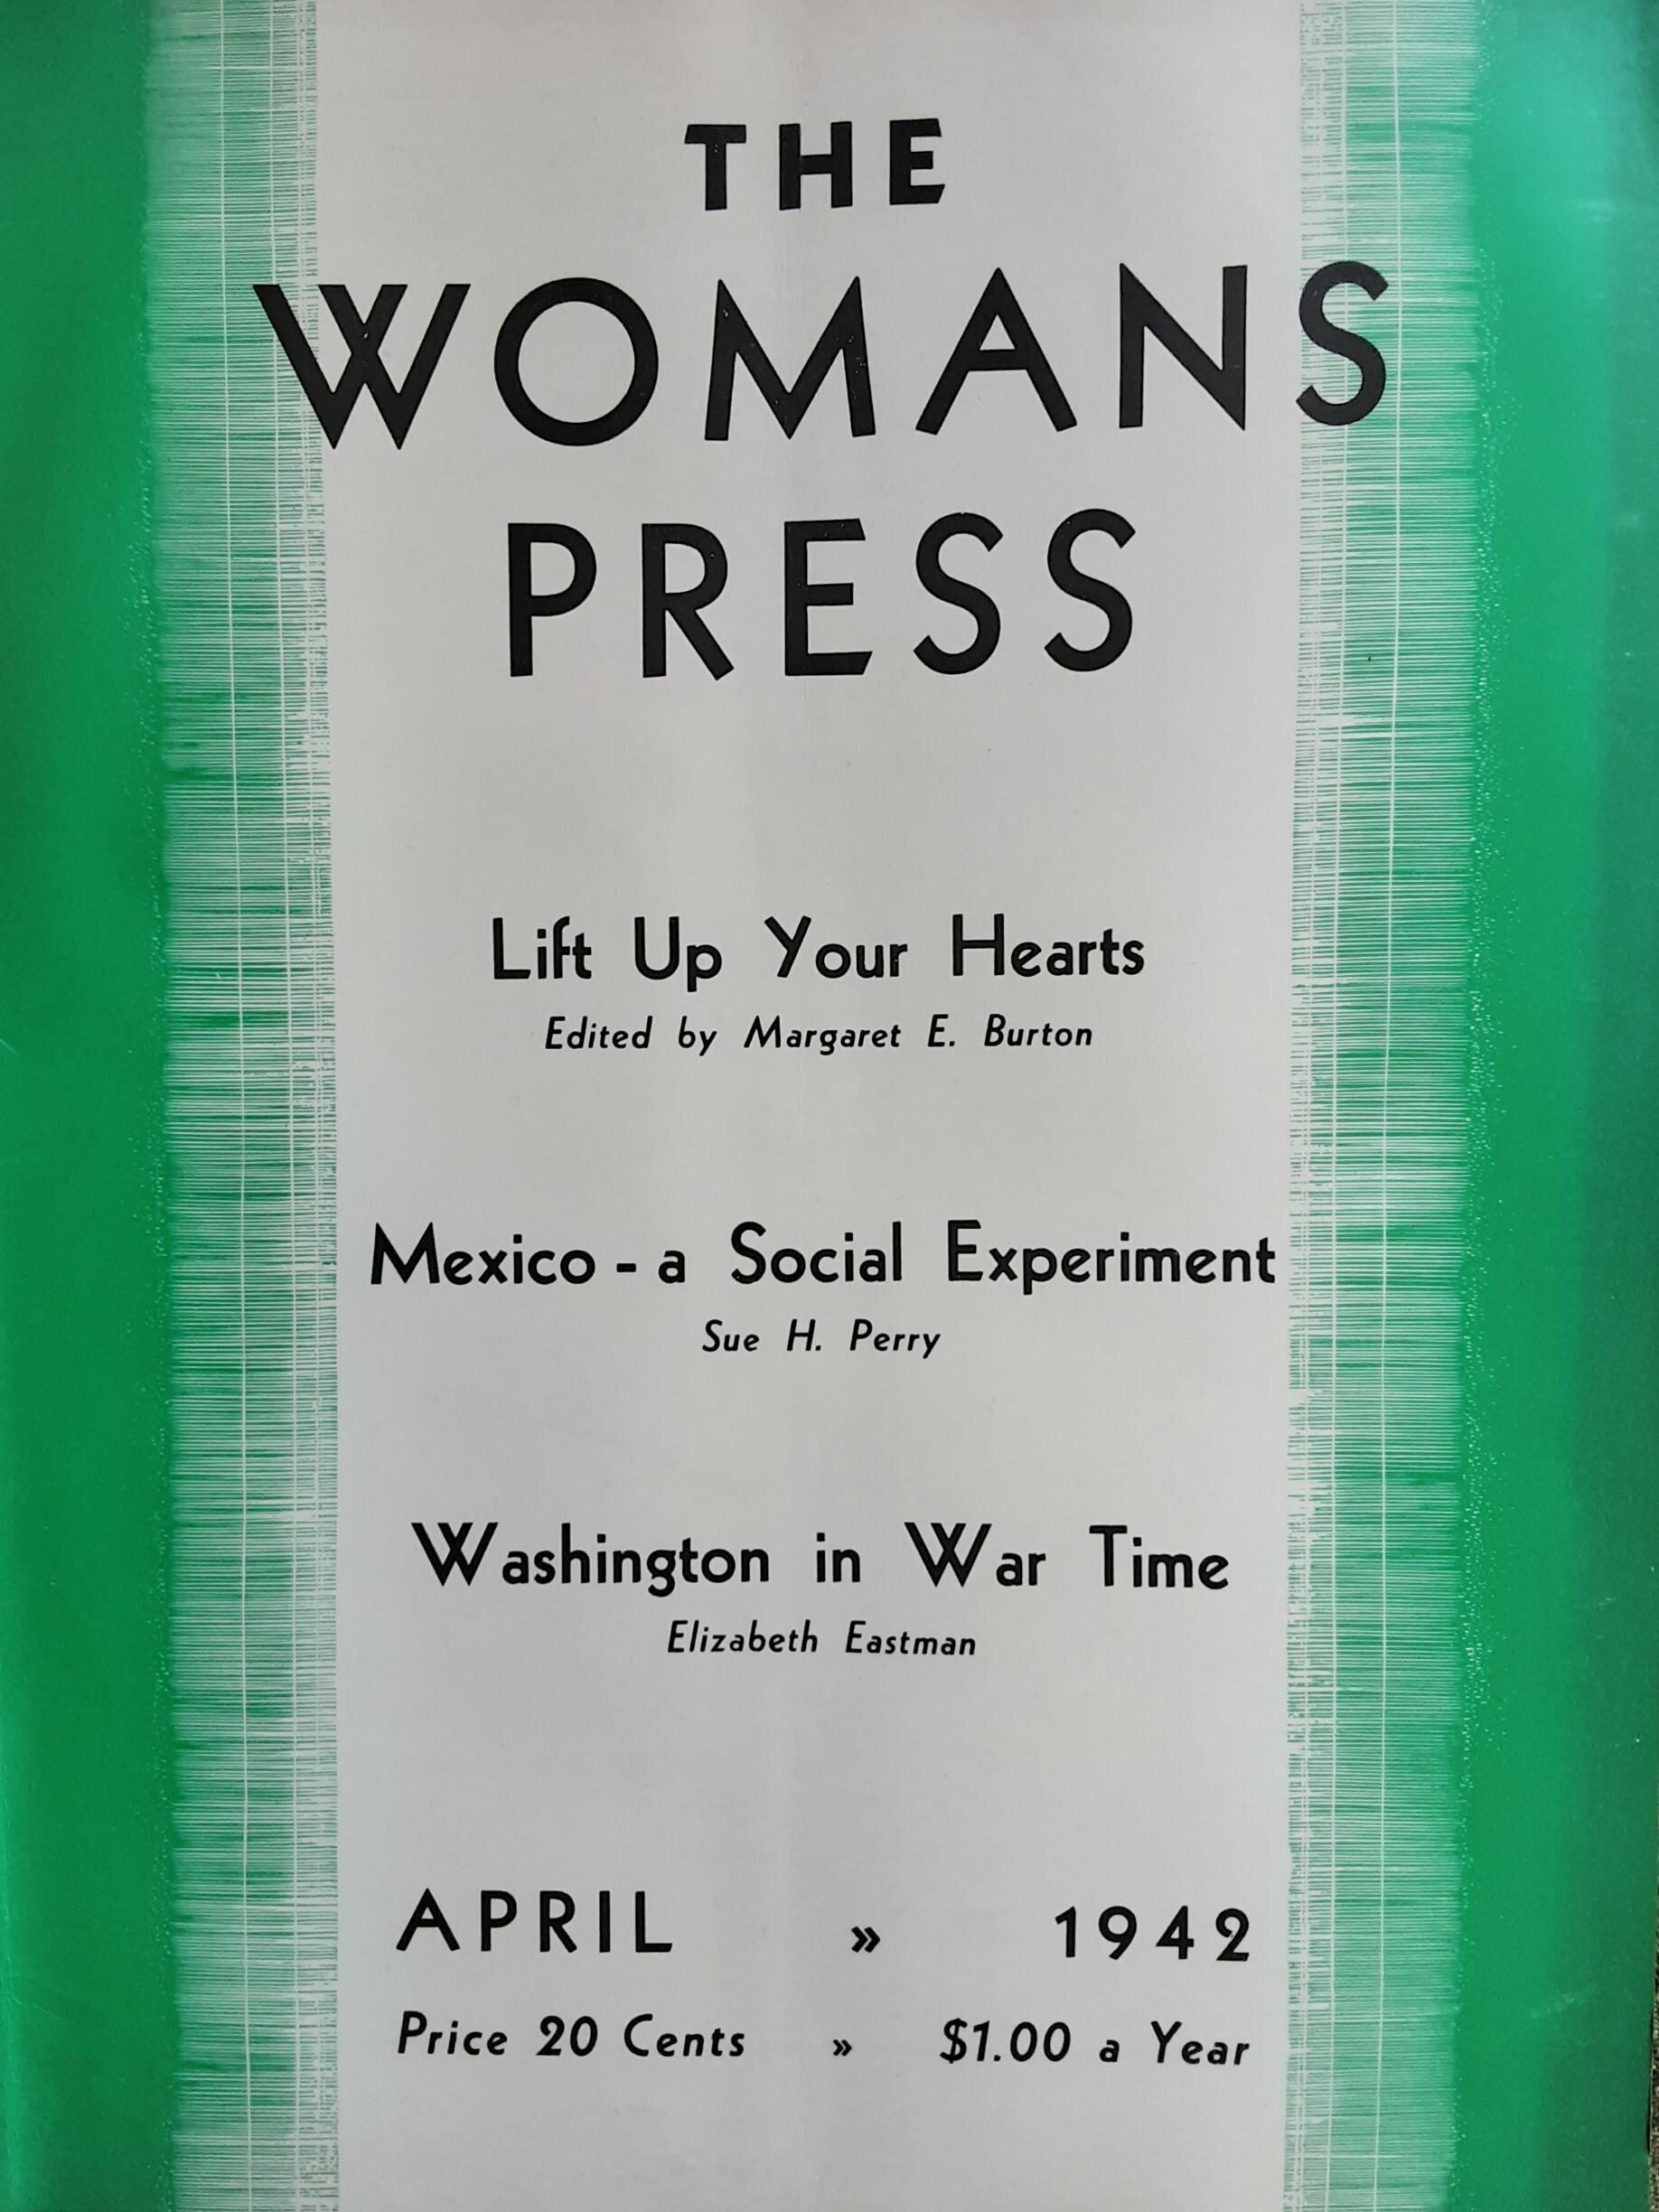 THE
WOMANS
PRESS
Lift Up Your Hearts
Edited by Margaret E. Burton
Mexico - a Social Experiment
Sue H. Perry
Washington in War Time
Elizabeth Eastman
APRIL » 1942
Price 20 Cents » $1.00 a Year